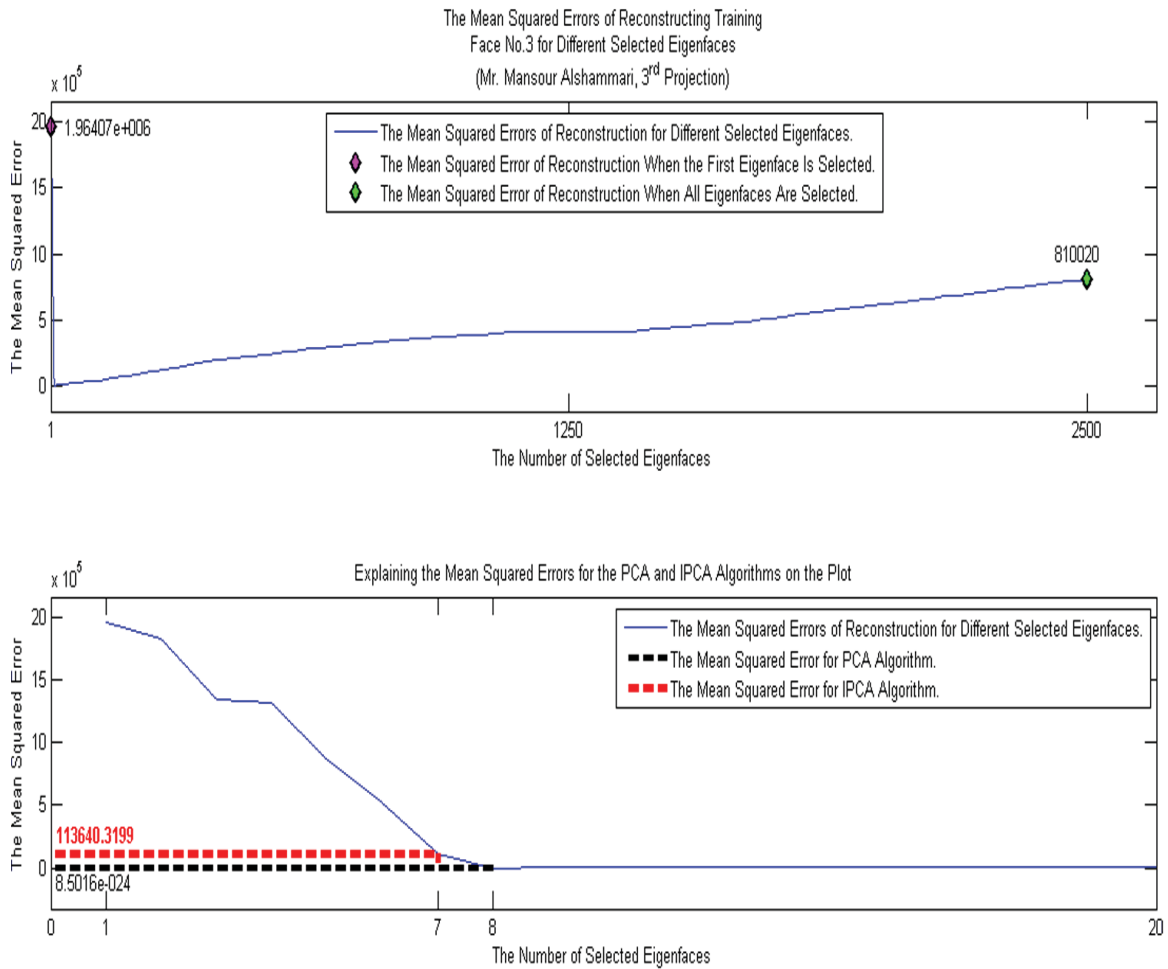 The Mean Squared Errors of Reconstructing Training
Face No.3 for Different Selected Eigenfaces
(Mr. Mansour Alshammari, 3rd Projection)
x 10^5
20
15
10
5
0
The Mean Squared Error
1.96407e+006
The Mean Squared Errors of Reconstruction for Different Selected Eigenfaces.
The Mean Squared Error of Reconstruction When the First Eigenface Is Selected.
The Mean Squared Error of Reconstruction When All Eigenfaces Are Selected.
810020
1
1250
2500
The Number of Selected Eigenfaces
Explaining the Mean Squared Errors for the PCA and IPCA Algorithms on the Plot
x 10^5
20
15
10
5
0
The Mean Squared Error
The Mean Squared Errors of Reconstruction for Different Selected Eigenfaces.
The Mean Squared Error for PCA Algorithm.
The Mean Squared Error for IPCA Algorithm.
113640.3199
8.5016e-024
0
1
7
8
20
The Number of Selected Eigenfaces